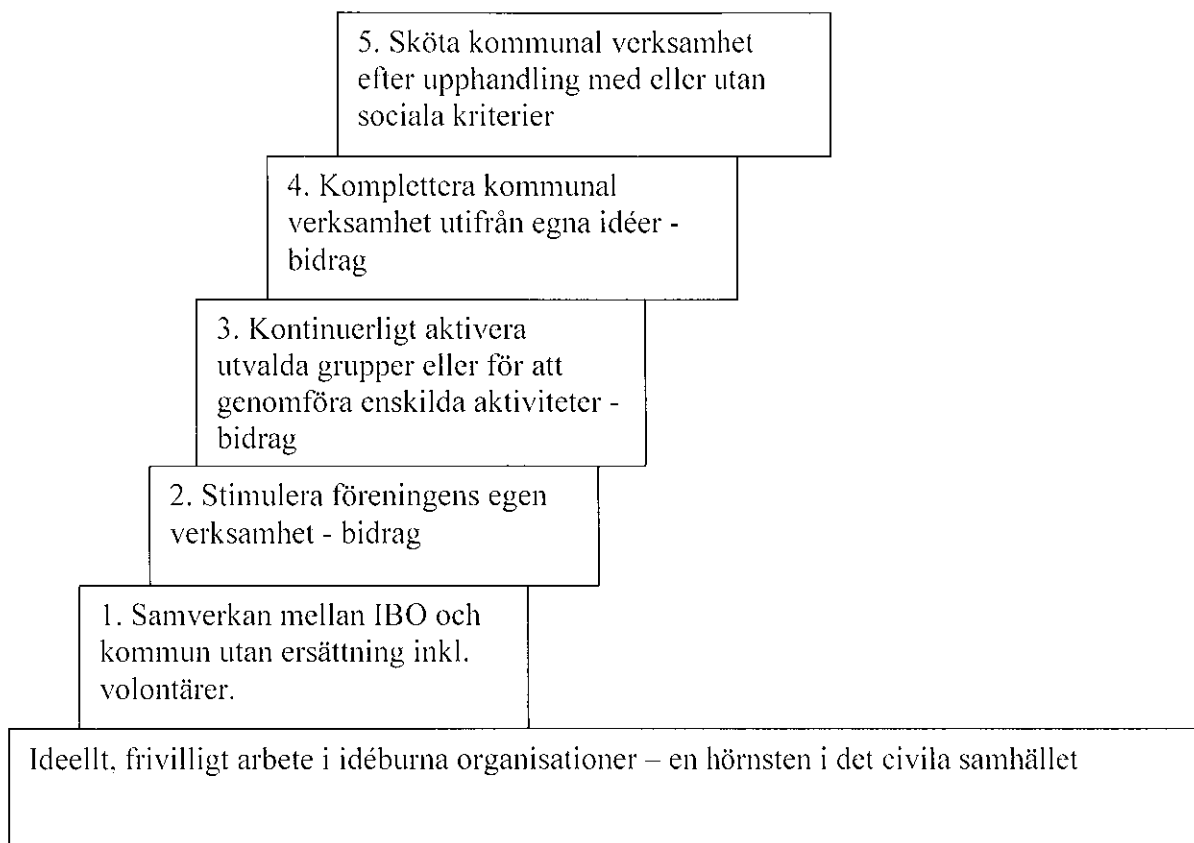 5. Sköta kommunal verksamhet
efter upphandling med eller utan
sociala kriterier
4. Komplettera kommunal
verksamhet utifrån egna idéer -
bidrag
3. Kontinuerligt aktivera
utvalda grupper eller för att
genomföra enskilda aktiviteter -
bidrag
2. Stimulera föreningens egen
verksamhet - bidrag
1. Samverkan mellan IBO och
kommun utan ersättning inkl.
volontärer.
Ideellt, frivilligt arbete i idéburna organisationer – en hörnsten i det civila samhället